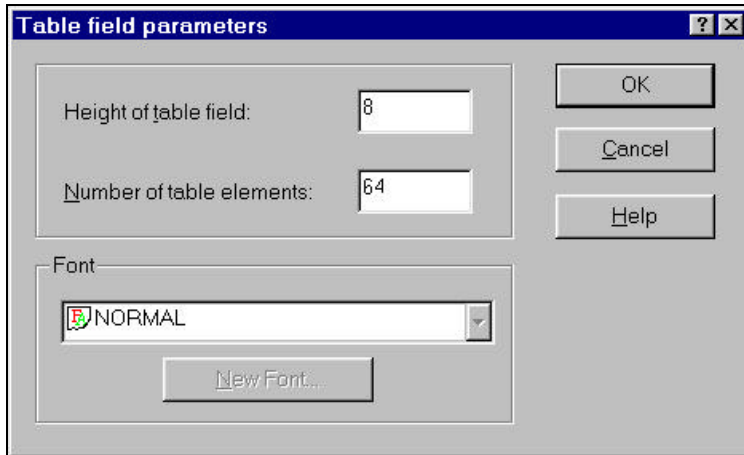 Table field parameters
Height of table field:
8
OK
Number of table elements:
64
Cancel
Help
Font
NORMAL
New Font...